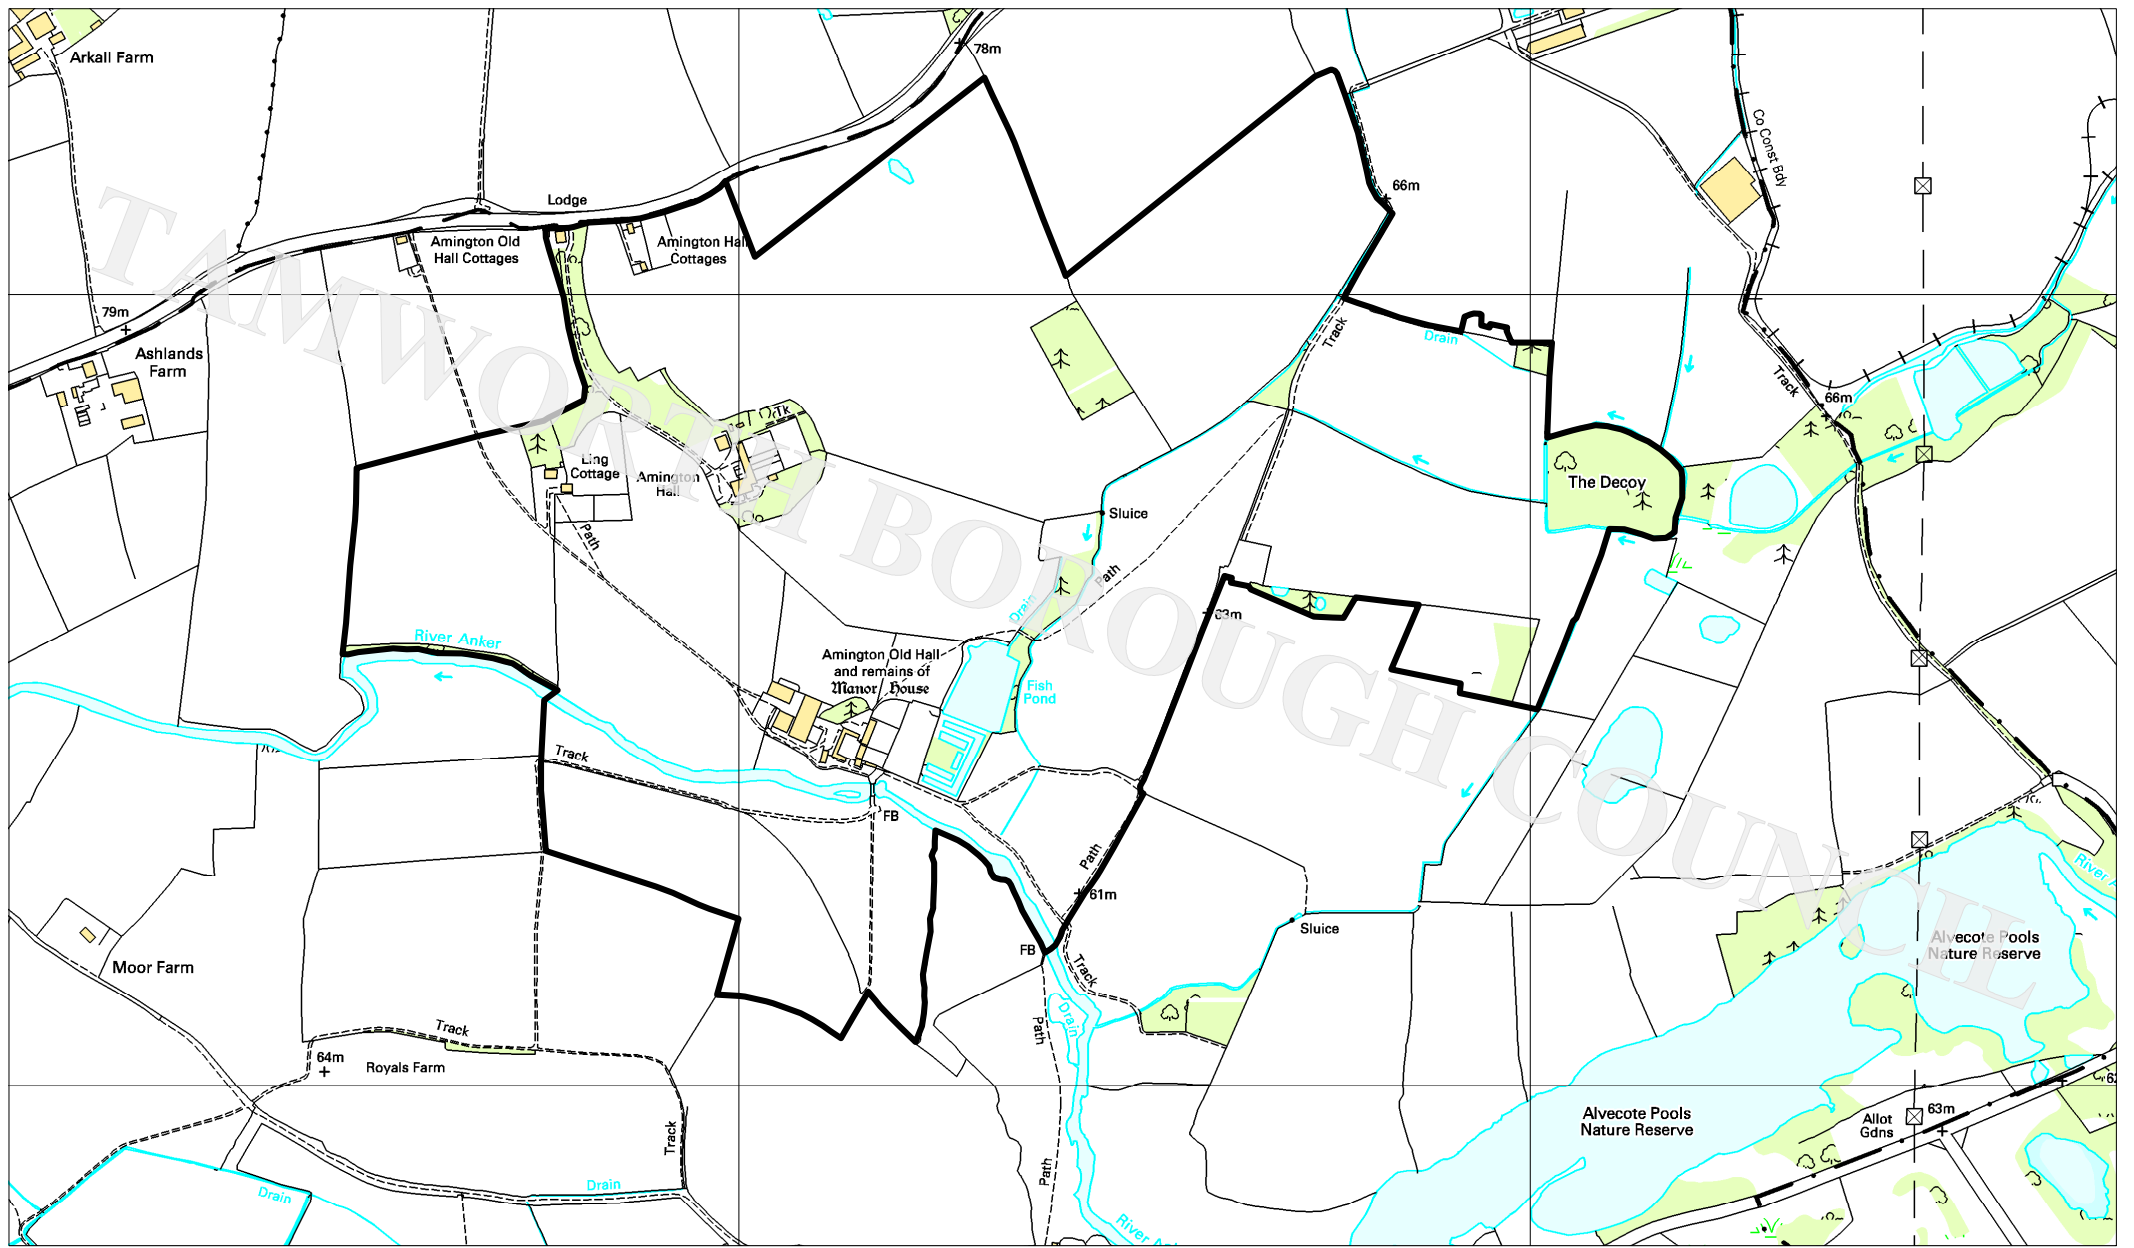 Arkall Farm
78m
Co Const Bdy
66m
Lodge
Amington Old
Hall Cottages
Amington Hall
Cottages
TAMWORTH BOROUGH COUNCIL
79m
Ashlands
Farm
Track
Drain
Track
66m
Tk
Ling
Cottage
Amington
Hall
The Decoy
Sluice
Path
Path
Drain
63m
River Anker
Amington Old Hall
and remains of
Manor House
Fish
Pond
Track
FB
Path
61m
River A
Sluice
FB
Alvecote Pools
Nature Reserve
Moor Farm
Track
Drain
Path
Track
64m
Royals Farm
62
Alvecote Pools
Nature Reserve
Allot
Gdns
63m
Track
Path
Drain
Drain
River An